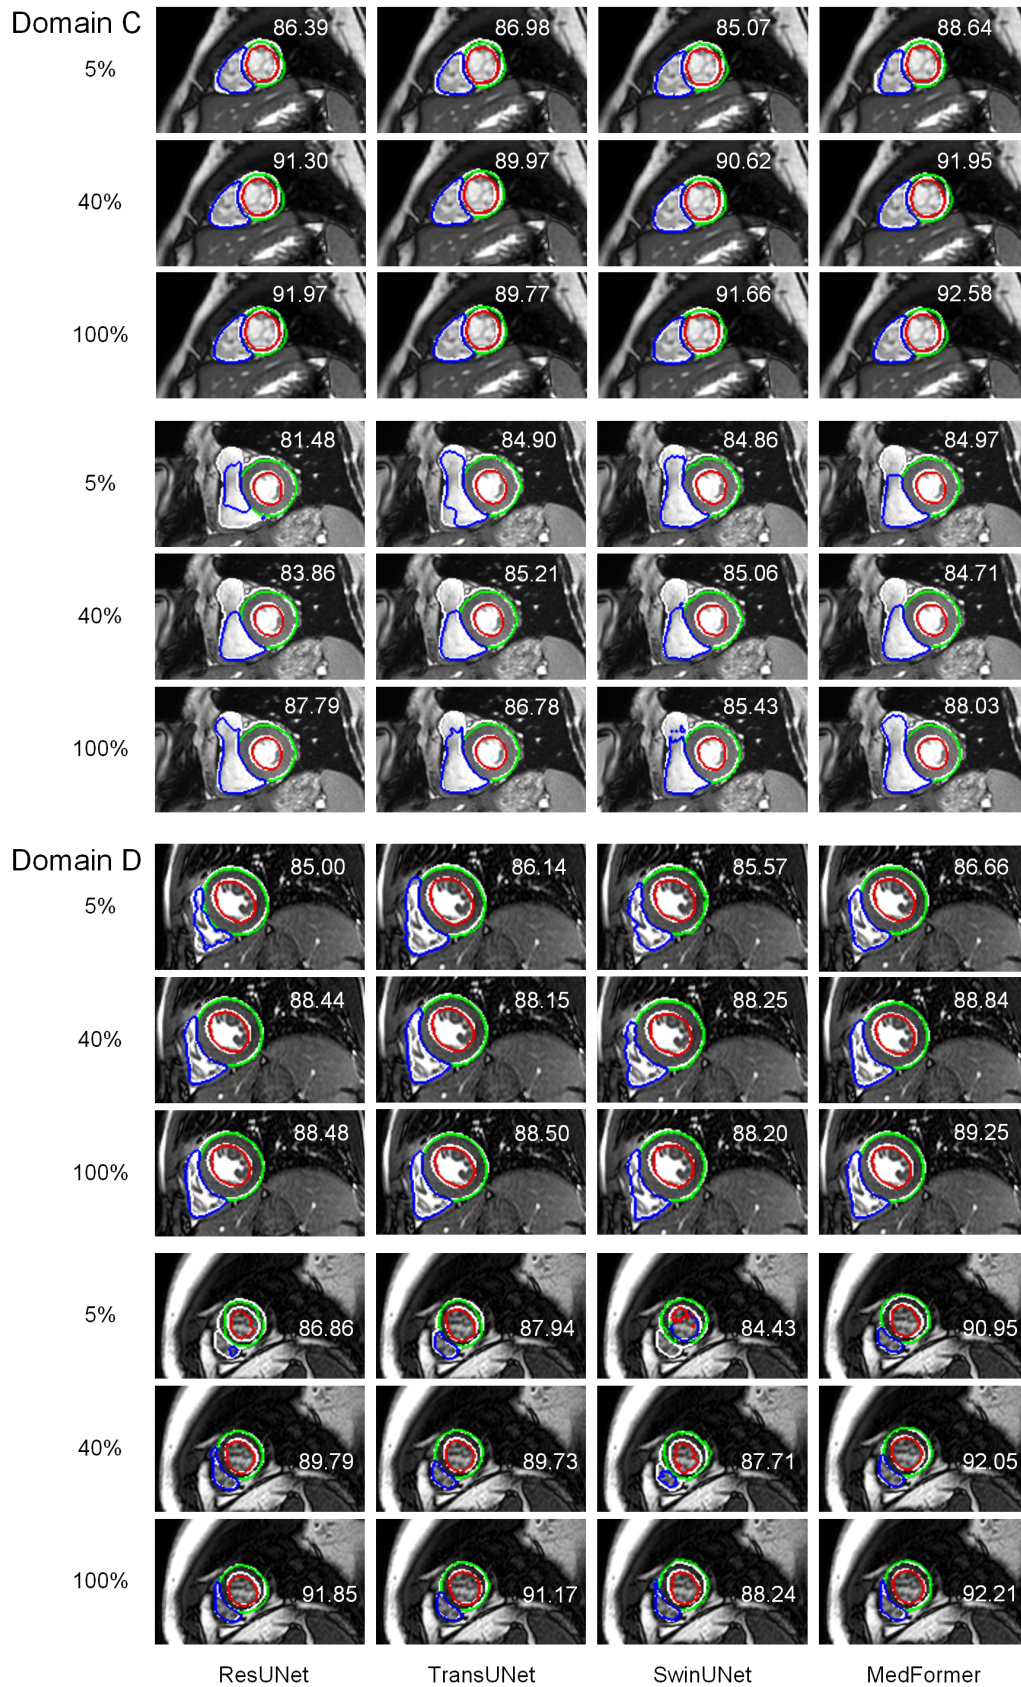 Domain C
5% 86.39 86.98 85.07 88.64
40% 91.30 89.97 90.62 91.95
100% 91.97 89.77 91.66 92.58
5% 81.48 84.90 84.86 84.97
40% 83.86 85.21 85.06 84.71
100% 87.79 86.78 85.43 88.03
Domain D
5% 85.00 86.14 85.57 86.66
40% 88.44 88.15 88.25 88.84
100% 88.48 88.50 88.20 89.25
5% 86.86 87.94 84.43 90.95
40% 89.79 89.73 87.71 92.05
100% 91.85 91.17 88.24 92.21
ResUNet TransUNet SwinUNet MedFormer